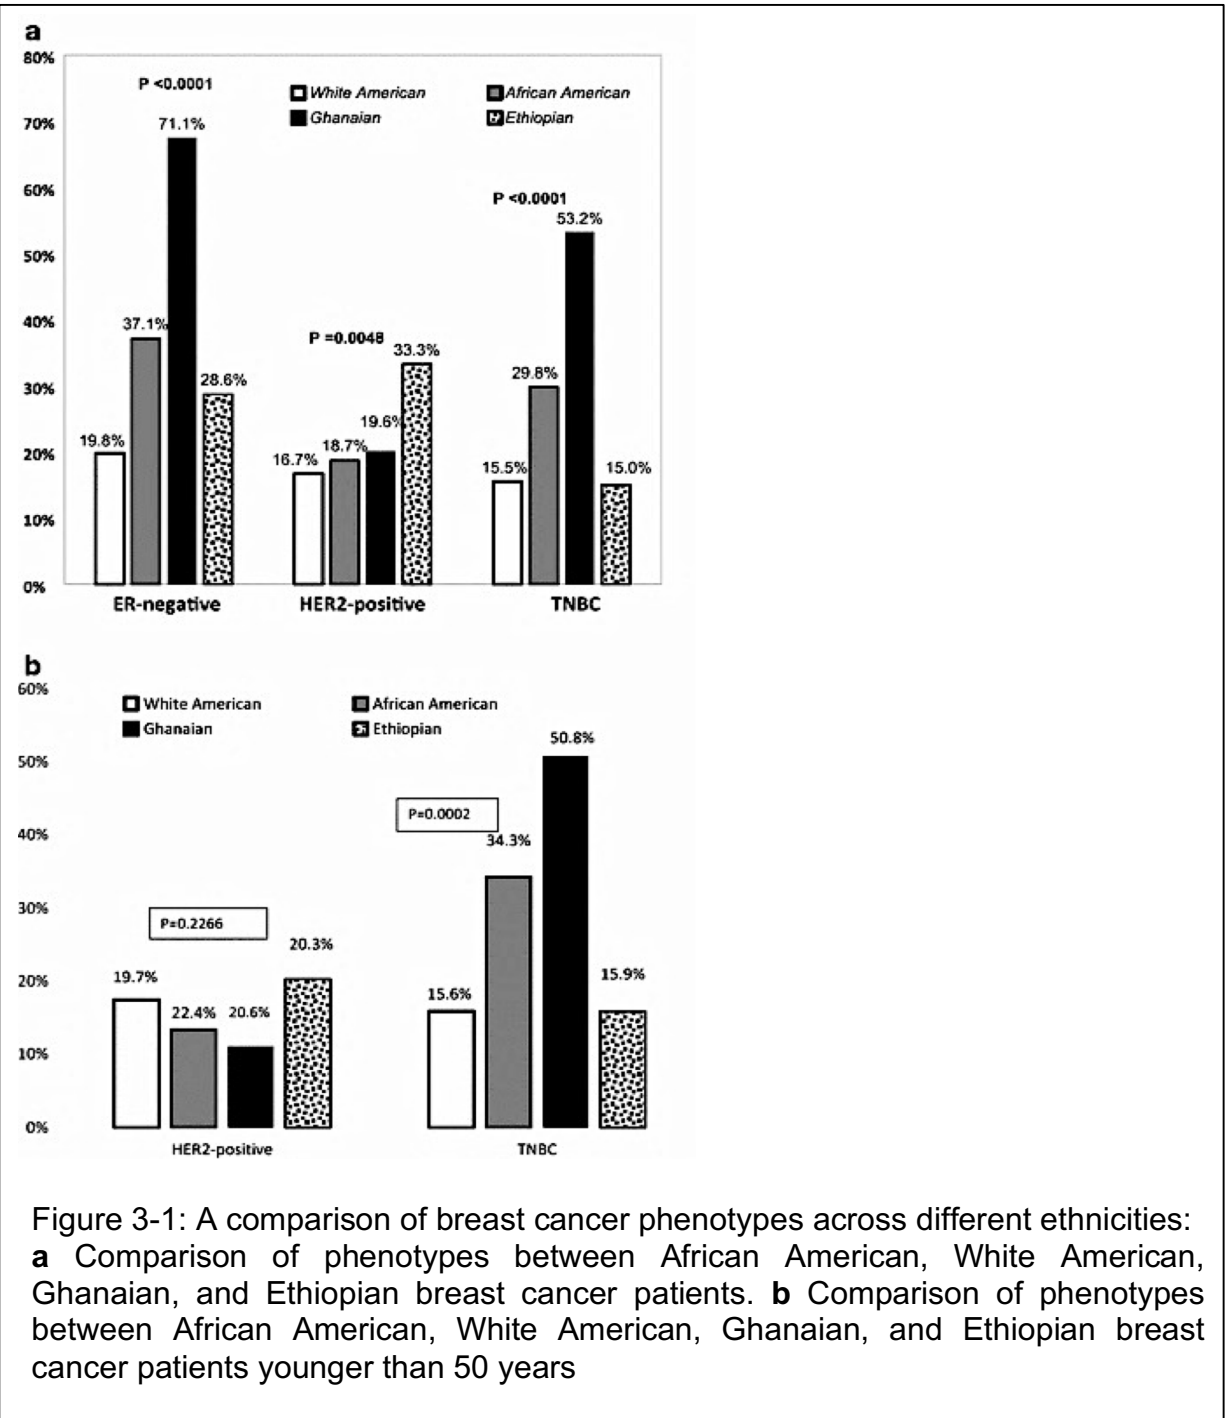 a
80%
P <0.0001
White American
African American
Ghanaian
Ethiopian
70%
71.1%
60%
P <0.0001
53.2%
50%
40%
37.1%
P =0.0048
33.3%
30%
28.6%
29.8%
20%
19.8%
16.7%
18.7%
19.6%
15.5%
15.0%
10%
0%
ER-negative
HER2-positive
TNBC
b
60%
White American
African American
Ghanaian
Ethiopian
50.8%
50%
P=0.0002
40%
34.3%
30%
P=0.2266
20.3%
20%
19.7%
22.4%
20.6%
15.6%
15.9%
10%
0%
HER2-positive
TNBC
Figure 3-1: A comparison of breast cancer phenotypes across different ethnicities:
a Comparison of phenotypes between African American, White American,
Ghanaian, and Ethiopian breast cancer patients. b Comparison of phenotypes
between African American, White American, Ghanaian, and Ethiopian breast
cancer patients younger than 50 years